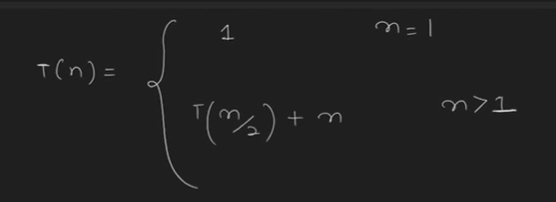 1 n = 1
T(n) =
T(n/2) + n n > 1